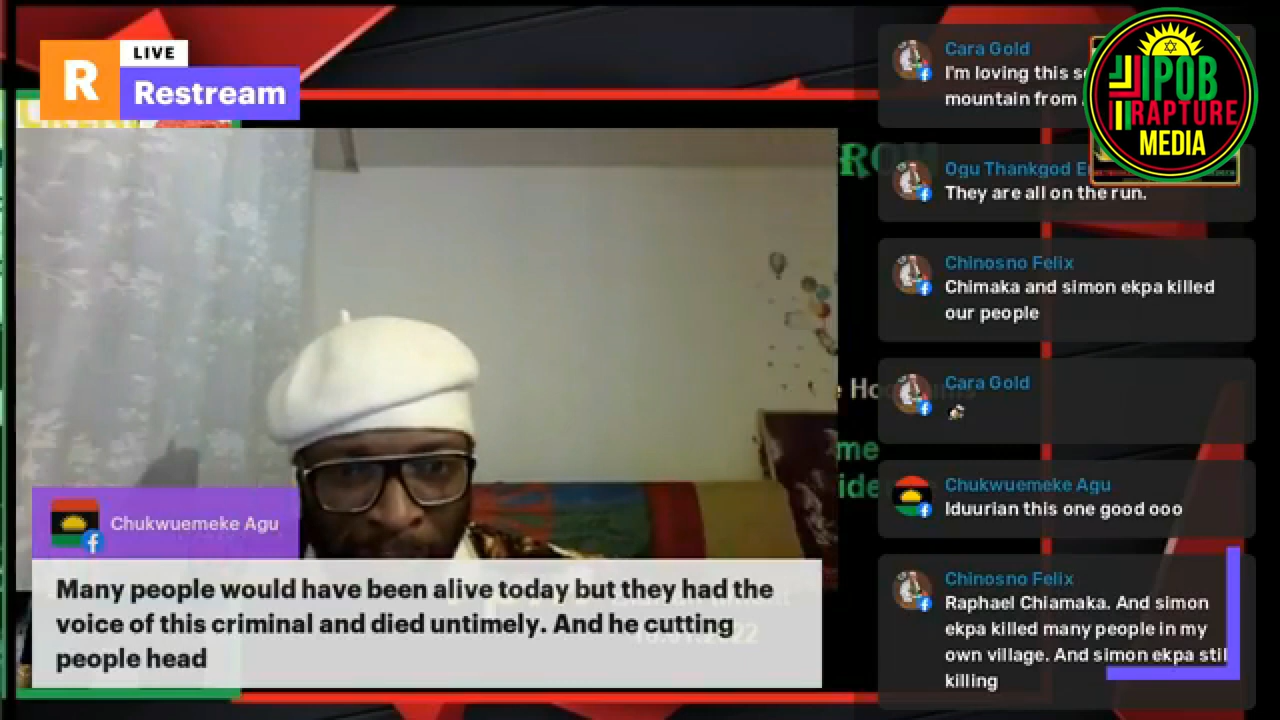 R
LIVE
Restream
Chukwuemeke Agu
Many people would have been alive today but they had the
voice of this criminal and died untimely. And he cutting
people head
Cara Gold
I'm loving this
mountain from
IPOB
RAPTURE
MEDIA
Ogu Thankgod
They are all on the run.
Chinosno Felix
Chimaka and simon ekpa killed
our people
Cara Gold
Chukwuemeke Agu
Iduurian this one good ooo
Chinosno Felix
Raphael Chiamaka. And simon
ekpa killed many people in my
own village. And simon ekpa stil
killing